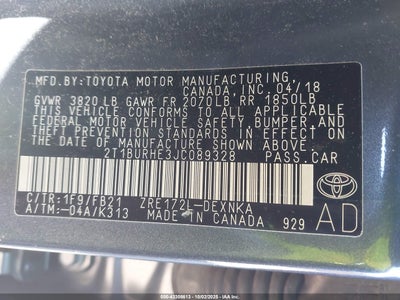 MFD.BY:TOYOTA MOTOR MANUFACTURING,
CANADA,INC.04/18
GVWR 3820LB GAWR FR 2070LB RR 1850LB
THIS VEHICLE CONFORMS TO ALL APPLICABLE
FEDERAL MOTOR VEHICLE SAFETY,BUMPER AND
THEFT PREVENTION STANDARDS IN EFFECT ON
THE DATE OF MANUFACTURE SHOWN ABOVE.
2T1BURHE3JC089328 PASS.CAR
C/TR:1F9/FB21 ZRE172L-DEXNKA
A/TM:-04A/K313 MADE IN CANADA 929
AD